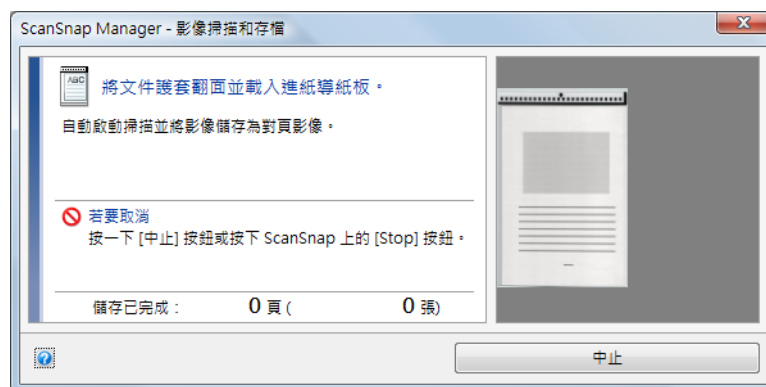 ScanSnap Manager - 影像掃描和存檔
ABC
將文件護套翻面並載入進紙導紙板。
自動啟動掃描並將影像儲存為對頁影像。
若要取消
按一下 [中止] 按鈕或按下 ScanSnap 上的 [Stop] 按鈕。
儲存已完成： 0 頁 ( 0 張)
中止